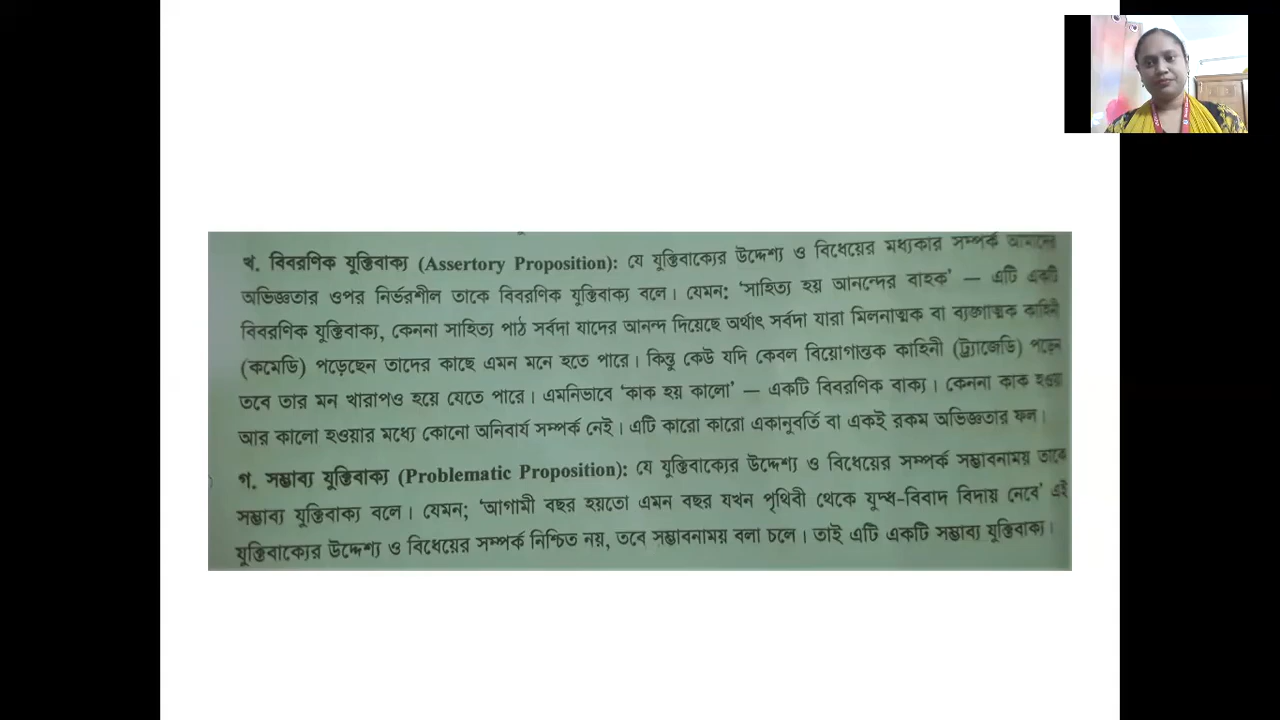 খ. বিবরণিক যুক্তিবাক্য (Assertory Proposition): যে যুক্তিবাক্যের উদ্দেশ্য ও বিধেয়ের মধ্যকার সম্পর্ক আমাদের
অভিজ্ঞতার ওপর নির্ভরশীল তাকে বিবরণিক যুক্তিবাক্য বলে। যেমন: ‘সাহিত্য হয় আনন্দের বাহক’ — এটি একটি
বিবরণিক যুক্তিবাক্য, কেননা সাহিত্য পাঠ সর্বদা যাদের আনন্দ দিয়েছে অর্থাৎ সর্বদা যারা মিলনাত্মক বা ব্যঙ্গাত্মক কাহিনী
(কমেডি) পড়েছেন তাদের কাছে এমন মনে হতে পারে। কিন্তু কেউ যদি কেবল বিয়োগান্তক কাহিনী (ট্র্যাজেডি) পড়েন
তবে তার মন খারাপও হয়ে যেতে পারে। এমনিভাবে ‘কাক হয় কালো’ — একটি বিবরণিক বাক্য। কেননা কাক হওয়া
আর কালো হওয়ার মধ্যে কোনো অনিবার্য সম্পর্ক নেই। এটি কারো কারো একানুবর্তি বা একই রকম অভিজ্ঞতার ফল।
গ. সম্ভাব্য যুক্তিবাক্য (Problematic Proposition): যে যুক্তিবাক্যের উদ্দেশ্য ও বিধেয়ের সম্পর্ক সম্ভাবনাময় তাকে
সম্ভাব্য যুক্তিবাক্য বলে। যেমন; ‘আগামী বছর হয়তো এমন বছর যখন পৃথিবী থেকে যুদ্ধ-বিবাদ বিদায় নেবে’ এই
যুক্তিবাক্যের উদ্দেশ্য ও বিধেয়ের সম্পর্ক নিশ্চিত নয়, তবে সম্ভাবনাময় বলা চলে। তাই এটি একটি সম্ভাব্য যুক্তিবাক্য।